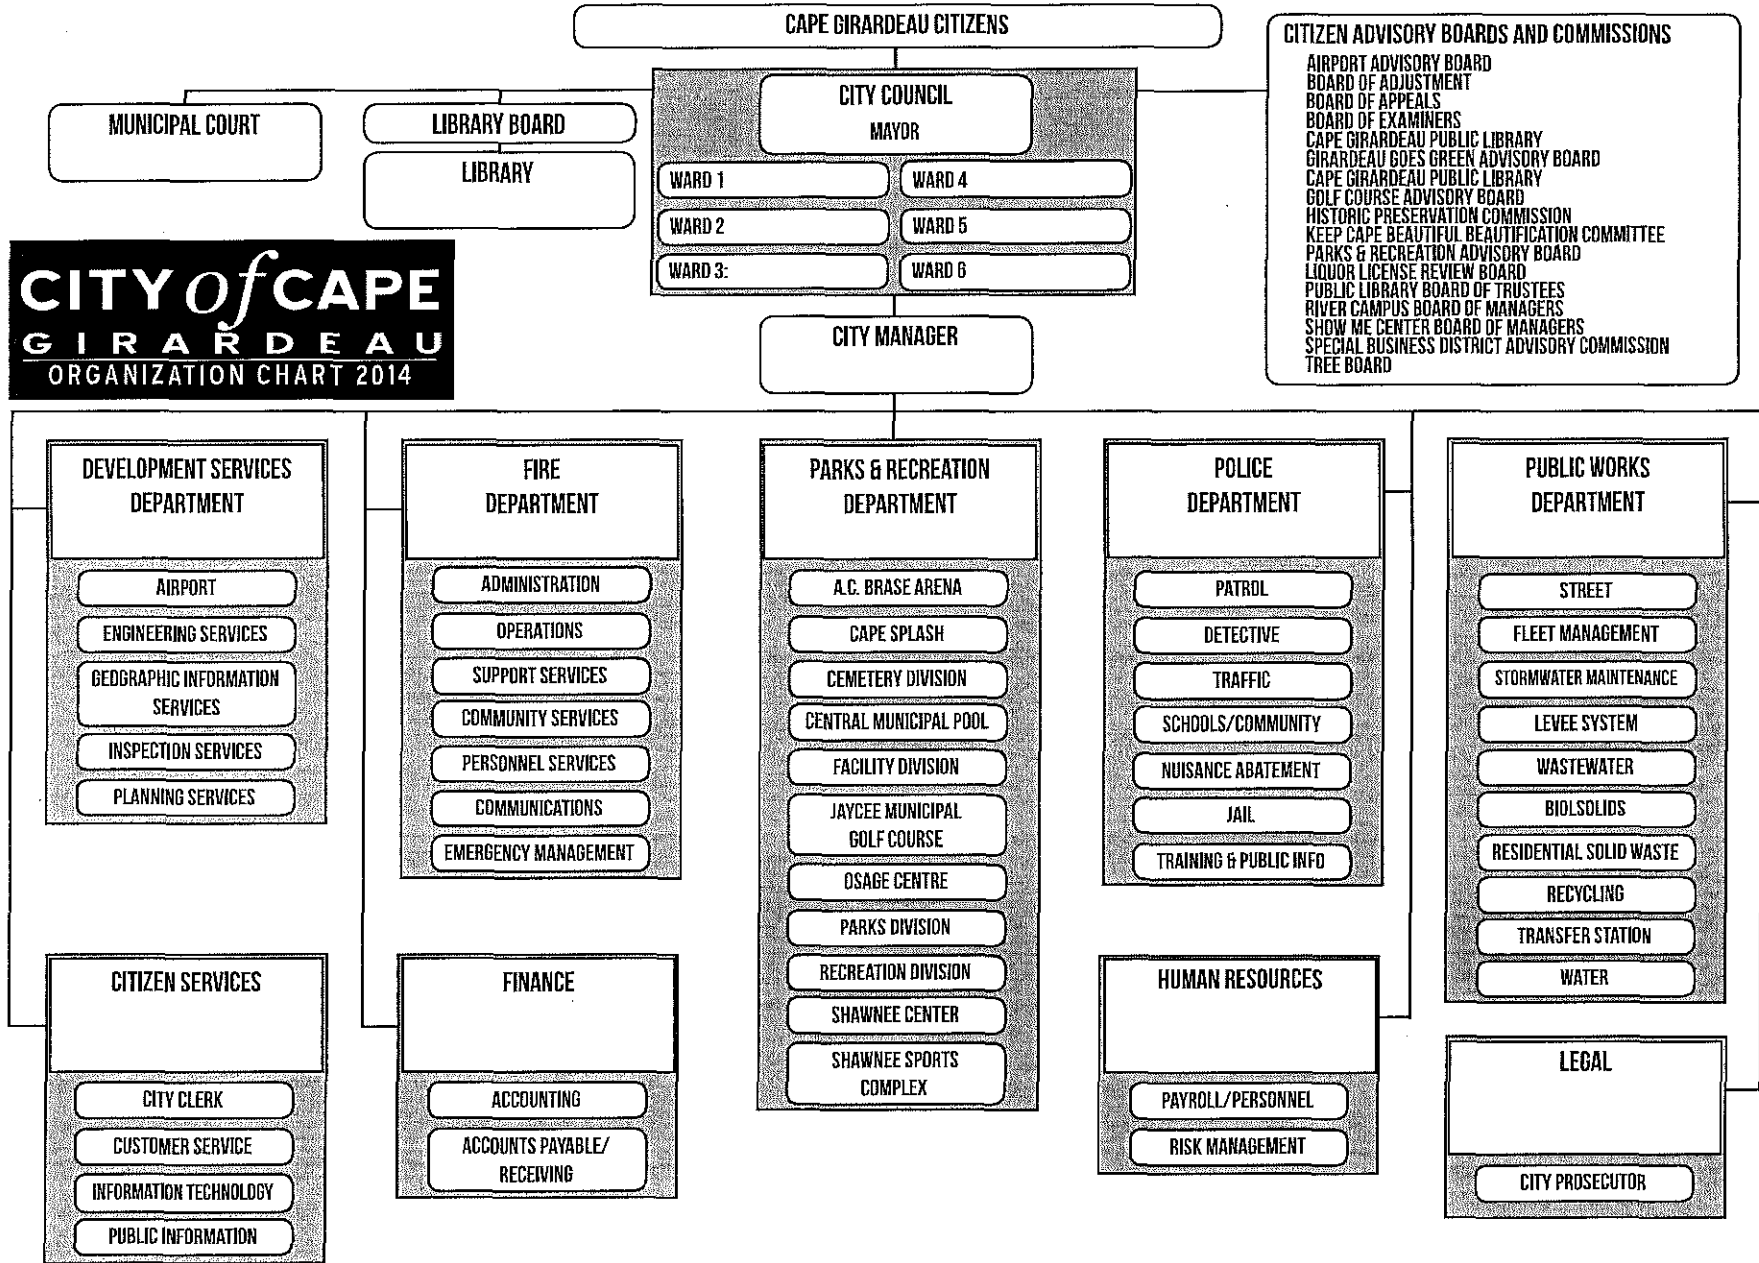 CAPE GIRARDEAU CITIZENS
CITY COUNCIL
MAYOR
WARD 1
WARD 4
WARD 2
WARD 5
WARD 3:
WARD 6
MUNICIPAL COURT
LIBRARY BOARD
LIBRARY
CITIZEN ADVISORY BOARDS AND COMMISSIONS
AIRPORT ADVISORY BOARD
BOARD OF ADJUSTMENT
BOARD OF APPEALS
BOARD OF EXAMINERS
CAPE GIRARDEAU PUBLIC LIBRARY
GIRARDEAU GOES GREEN ADVISORY BOARD
CAPE GIRARDEAU PUBLIC LIBRARY
GOLF COURSE ADVISORY BOARD
HISTORIC PRESERVATION COMMISSION
KEEP CAPE BEAUTIFUL BEAUTIFICATION COMMITTEE
PARKS & RECREATION ADVISORY BOARD
LIQUOR LICENSE REVIEW BOARD
PUBLIC LIBRARY BOARD OF TRUSTEES
RIVER CAMPUS BOARD OF MANAGERS
SHOW ME CENTER BOARD OF MANAGERS
SPECIAL BUSINESS DISTRICT ADVISORY COMMISSION
TREE BOARD
CITY of CAPE
GIRARDEAU
ORGANIZATION CHART 2014
CITY MANAGER
DEVELOPMENT SERVICES
DEPARTMENT
AIRPORT
ENGINEERING SERVICES
GEOGRAPHIC INFORMATION
SERVICES
INSPECTION SERVICES
PLANNING SERVICES
FIRE
DEPARTMENT
ADMINISTRATION
OPERATIONS
SUPPORT SERVICES
COMMUNITY SERVICES
PERSONNEL SERVICES
COMMUNICATIONS
EMERGENCY MANAGEMENT
PARKS & RECREATION
DEPARTMENT
A.C. BRASE ARENA
CAPE SPLASH
CEMETERY DIVISION
CENTRAL MUNICIPAL POOL
FACILITY DIVISION
JAYCEE MUNICIPAL
GOLF COURSE
OSAGE CENTRE
PARKS DIVISION
RECREATION DIVISION
SHAWNEE CENTER
SHAWNEE SPORTS
COMPLEX
POLICE
DEPARTMENT
PATROL
DETECTIVE
TRAFFIC
SCHOOLS/COMMUNITY
NUISANCE ABATEMENT
JAIL
TRAINING & PUBLIC INFO
PUBLIC WORKS
DEPARTMENT
STREET
FLEET MANAGEMENT
STORMWATER MAINTENANCE
LEVEE SYSTEM
WASTEWATER
BIOLSOLIDS
RESIDENTIAL SOLID WASTE
RECYCLING
TRANSFER STATION
WATER
CITIZEN SERVICES
CITY CLERK
CUSTOMER SERVICE
INFORMATION TECHNOLOGY
PUBLIC INFORMATION
FINANCE
ACCOUNTING
ACCOUNTS PAYABLE/
RECEIVING
HUMAN RESOURCES
PAYROLL/PERSONNEL
RISK MANAGEMENT
LEGAL
CITY PROSECUTOR